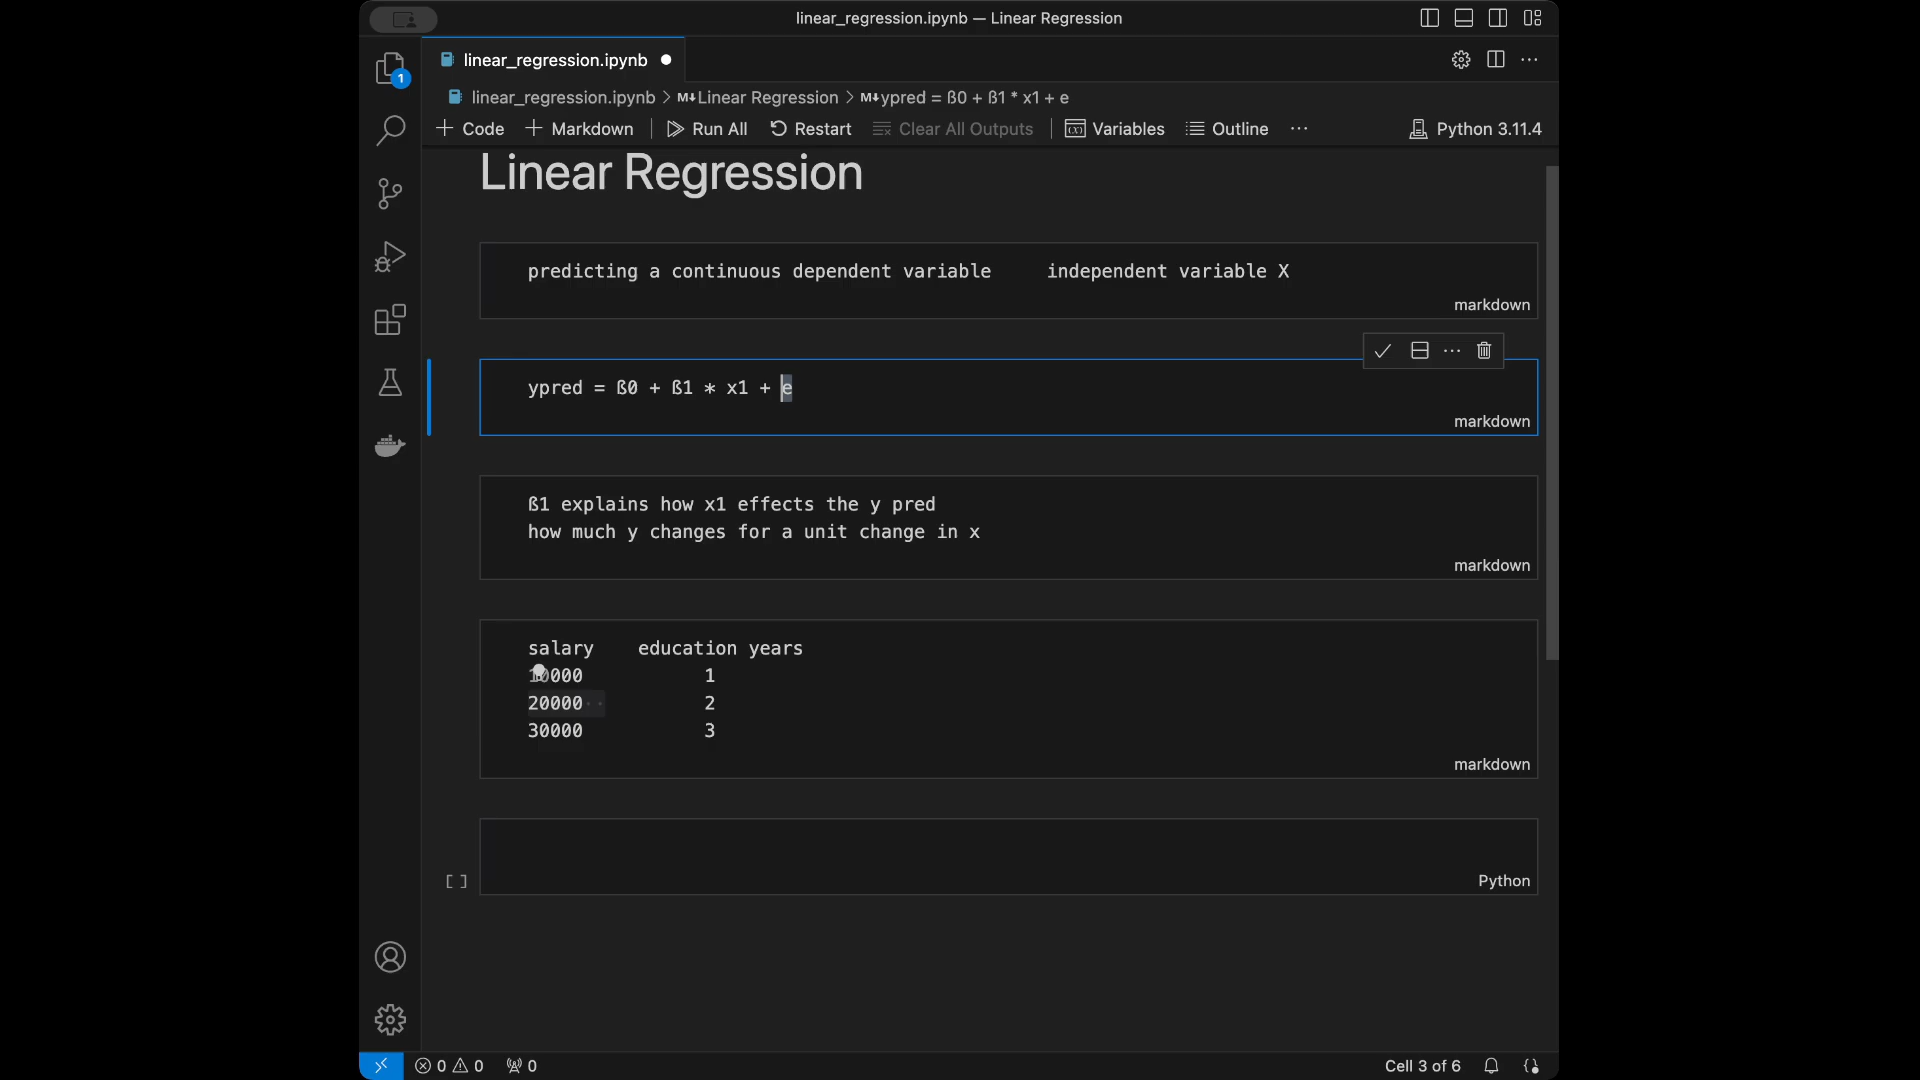 linear_regression.ipynb — Linear Regression
linear_regression.ipynb
1
linear_regression.ipynb > M↓Linear Regression > M↓ypred = ß0 + ß1 * x1 + e
+ Code + Markdown Run All Restart Clear All Outputs Variables Outline ··· Python 3.11.4
Linear Regression
predicting a continuous dependent variable independent variable X
markdown
ypred = ß0 + ß1 * x1 + e
markdown
ß1 explains how x1 effects the y pred
how much y changes for a unit change in x
markdown
salary education years
10000 1
20000 2
30000 3
markdown
[ ]
Python
0 0 0 Cell 3 of 6